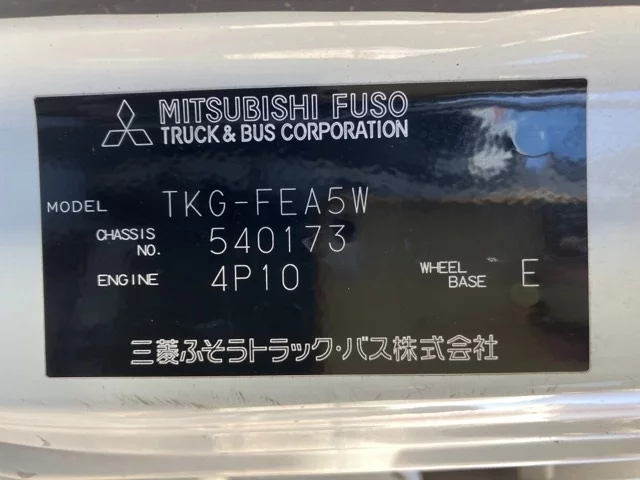 MITSUBISHI FUSO
TRUCK & BUS CORPORATION
MODEL TKG-FEA5W
CHASSIS NO. 540173
ENGINE 4P10 WHEEL BASE E
三菱ふそうトラック・バス株式会社